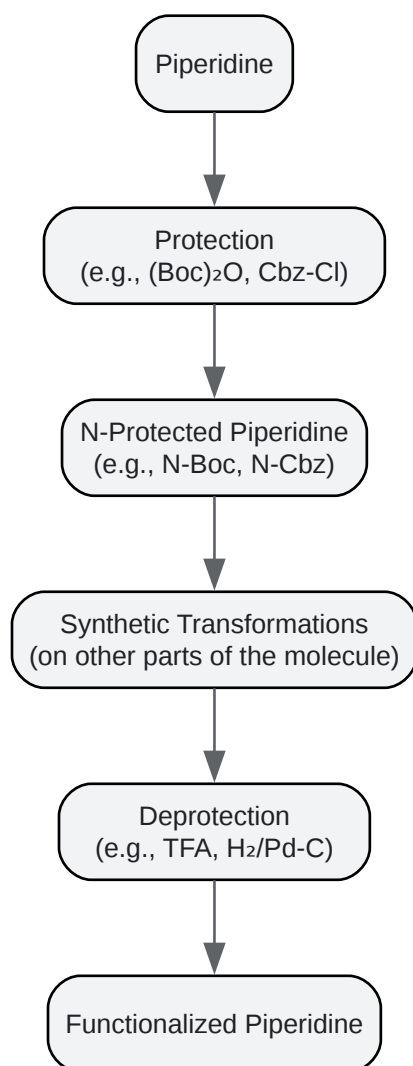 Piperidine
Protection
(e.g., (Boc)₂O, Cbz-Cl)
N-Protected Piperidine
(e.g., N-Boc, N-Cbz)
Synthetic Transformations
(on other parts of the molecule)
Deprotection
(e.g., TFA, H₂/Pd-C)
Functionalized Piperidine